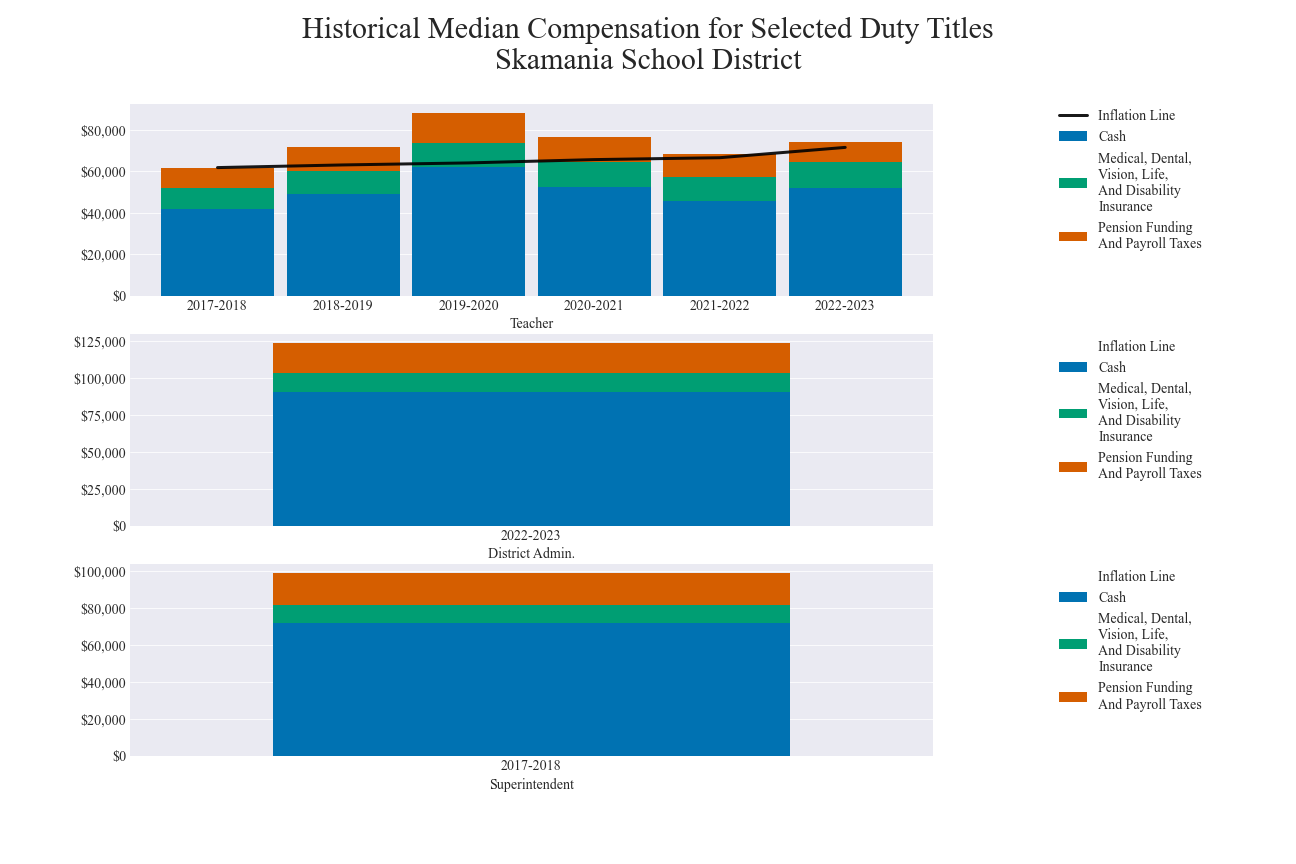 Historical Median Compensation for Selected Duty Titles
Skamania School District
$80,000
$60,000
$40,000
$20,000
$0
2017-2018 2018-2019 2019-2020 2020-2021 2021-2022 2022-2023
Teacher
Inflation Line
Cash
Medical, Dental,
Vision, Life,
And Disability
Insurance
Pension Funding
And Payroll Taxes
$125,000
$100,000
$75,000
$50,000
$25,000
$0
2022-2023
District Admin.
Inflation Line
Cash
Medical, Dental,
Vision, Life,
And Disability
Insurance
Pension Funding
And Payroll Taxes
$100,000
$80,000
$60,000
$40,000
$20,000
$0
2017-2018
Superintendent
Inflation Line
Cash
Medical, Dental,
Vision, Life,
And Disability
Insurance
Pension Funding
And Payroll Taxes